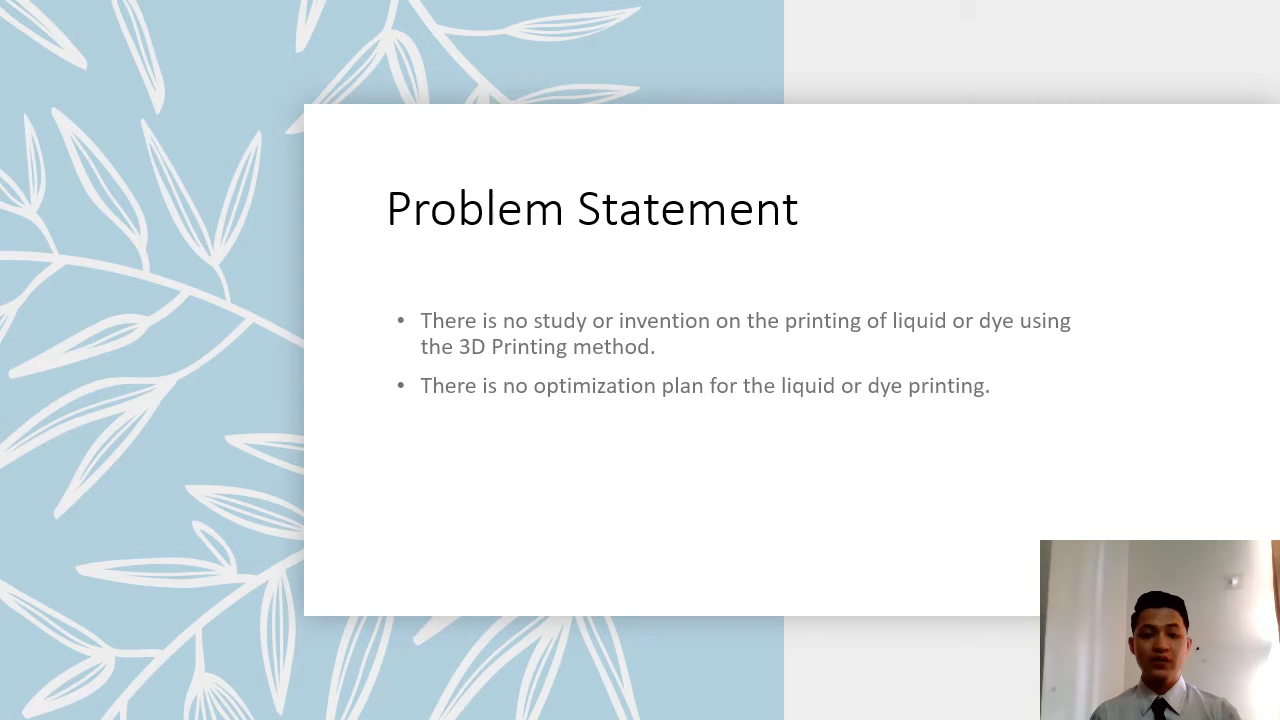 Problem Statement
• There is no study or invention on the printing of liquid or dye using
the 3D Printing method.
• There is no optimization plan for the liquid or dye printing.